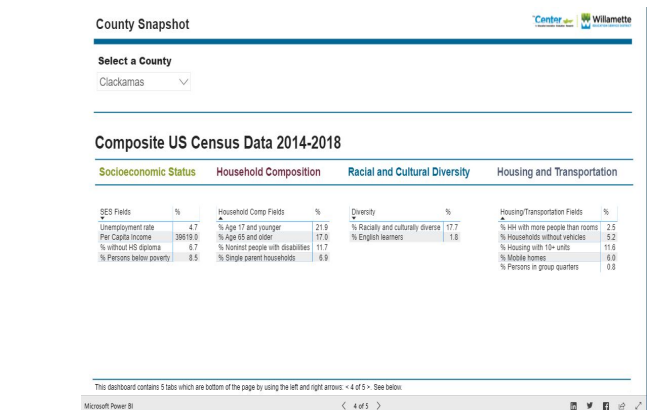 County Snapshot
Center
Willamette
EDUCATION SERVICE DISTRICT
Select a County
Clackamas
Composite US Census Data 2014-2018
Socioeconomic Status
Household Composition
Racial and Cultural Diversity
Housing and Transportation
SES Fields %
Unemployment rate 4.7
Per Capita Income 39619.0
% without HS diploma 6.7
% Persons below poverty 8.5
Household Comp Fields %
% Age 17 and younger 21.9
% Age 65 and older 17.0
% Noninst people with disabilities 11.7
% Single parent households 6.9
Diversity %
% Racially and culturally diverse 17.7
% English learners 1.8
Housing/Transportation Fields %
% HH with more people than rooms 2.5
% Households without vehicles 5.2
% Housing with 10+ units 11.6
% Mobile homes 6.0
% Persons in group quarters 0.8
This dashboard contains 5 tabs which are bottom of the page by using the left and right arrows: < 4 of 5 >. See below.
Microsoft Power BI
< 4 of 5 >